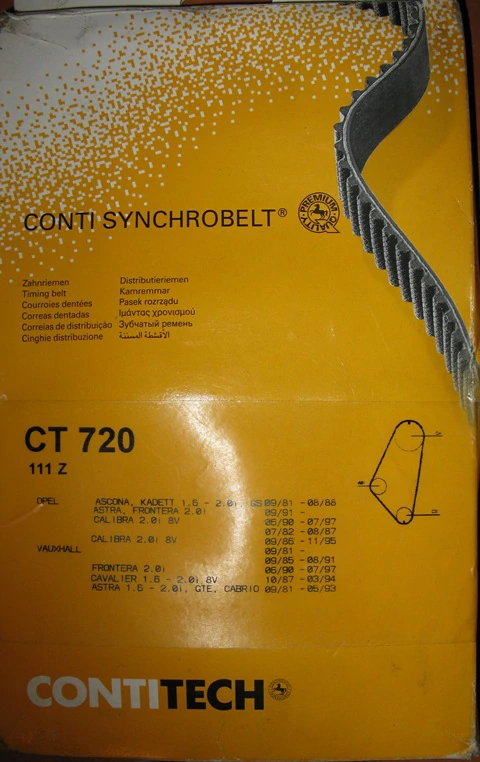 CONTI SYNCHROBELT®
PREMIUM QUALITY
Zahnriemen
Timing belt
Courroies dentées
Correas dentadas
Correias de distribuição
Cinghie distribuzione
Distributieriemen
Kamremmar
Pasek rozrządu
Ιμάντας χρονισμού
Зубчатый ремень
الأقشطة المسننة
CT 720
111 Z
OPEL ASCONA, KADETT 1.6 - 2.0i, GS 09/81 -08/88
ASTRA, FRONTERA 2.0i 09/91 -
CALIBRA 2.0i 8V 06/90 -07/97
07/82 -08/87
CALIBRA 2.0i 8V 09/86 -11/95
VAUXHALL 09/81 -
09/85 -08/91
FRONTERA 2.0i 06/90 -07/97
CAVALIER 1.6 - 2.0i 8V 10/87 -03/94
ASTRA 1.6 - 2.0i, GTE, CABRIO 09/81 -05/93
CONTITECH